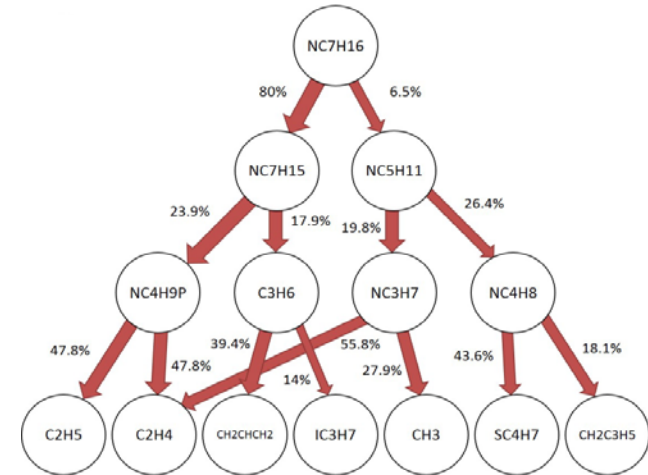 NC7H16
80%
6.5%
NC7H15
NC5H11
23.9%
17.9%
19.8%
26.4%
NC4H9P
C3H6
NC3H7
NC4H8
47.8%
47.8%
39.4%
14%
55.8%
27.9%
43.6%
18.1%
C2H5
C2H4
CH2CHCH2
IC3H7
CH3
SC4H7
CH2C3H5